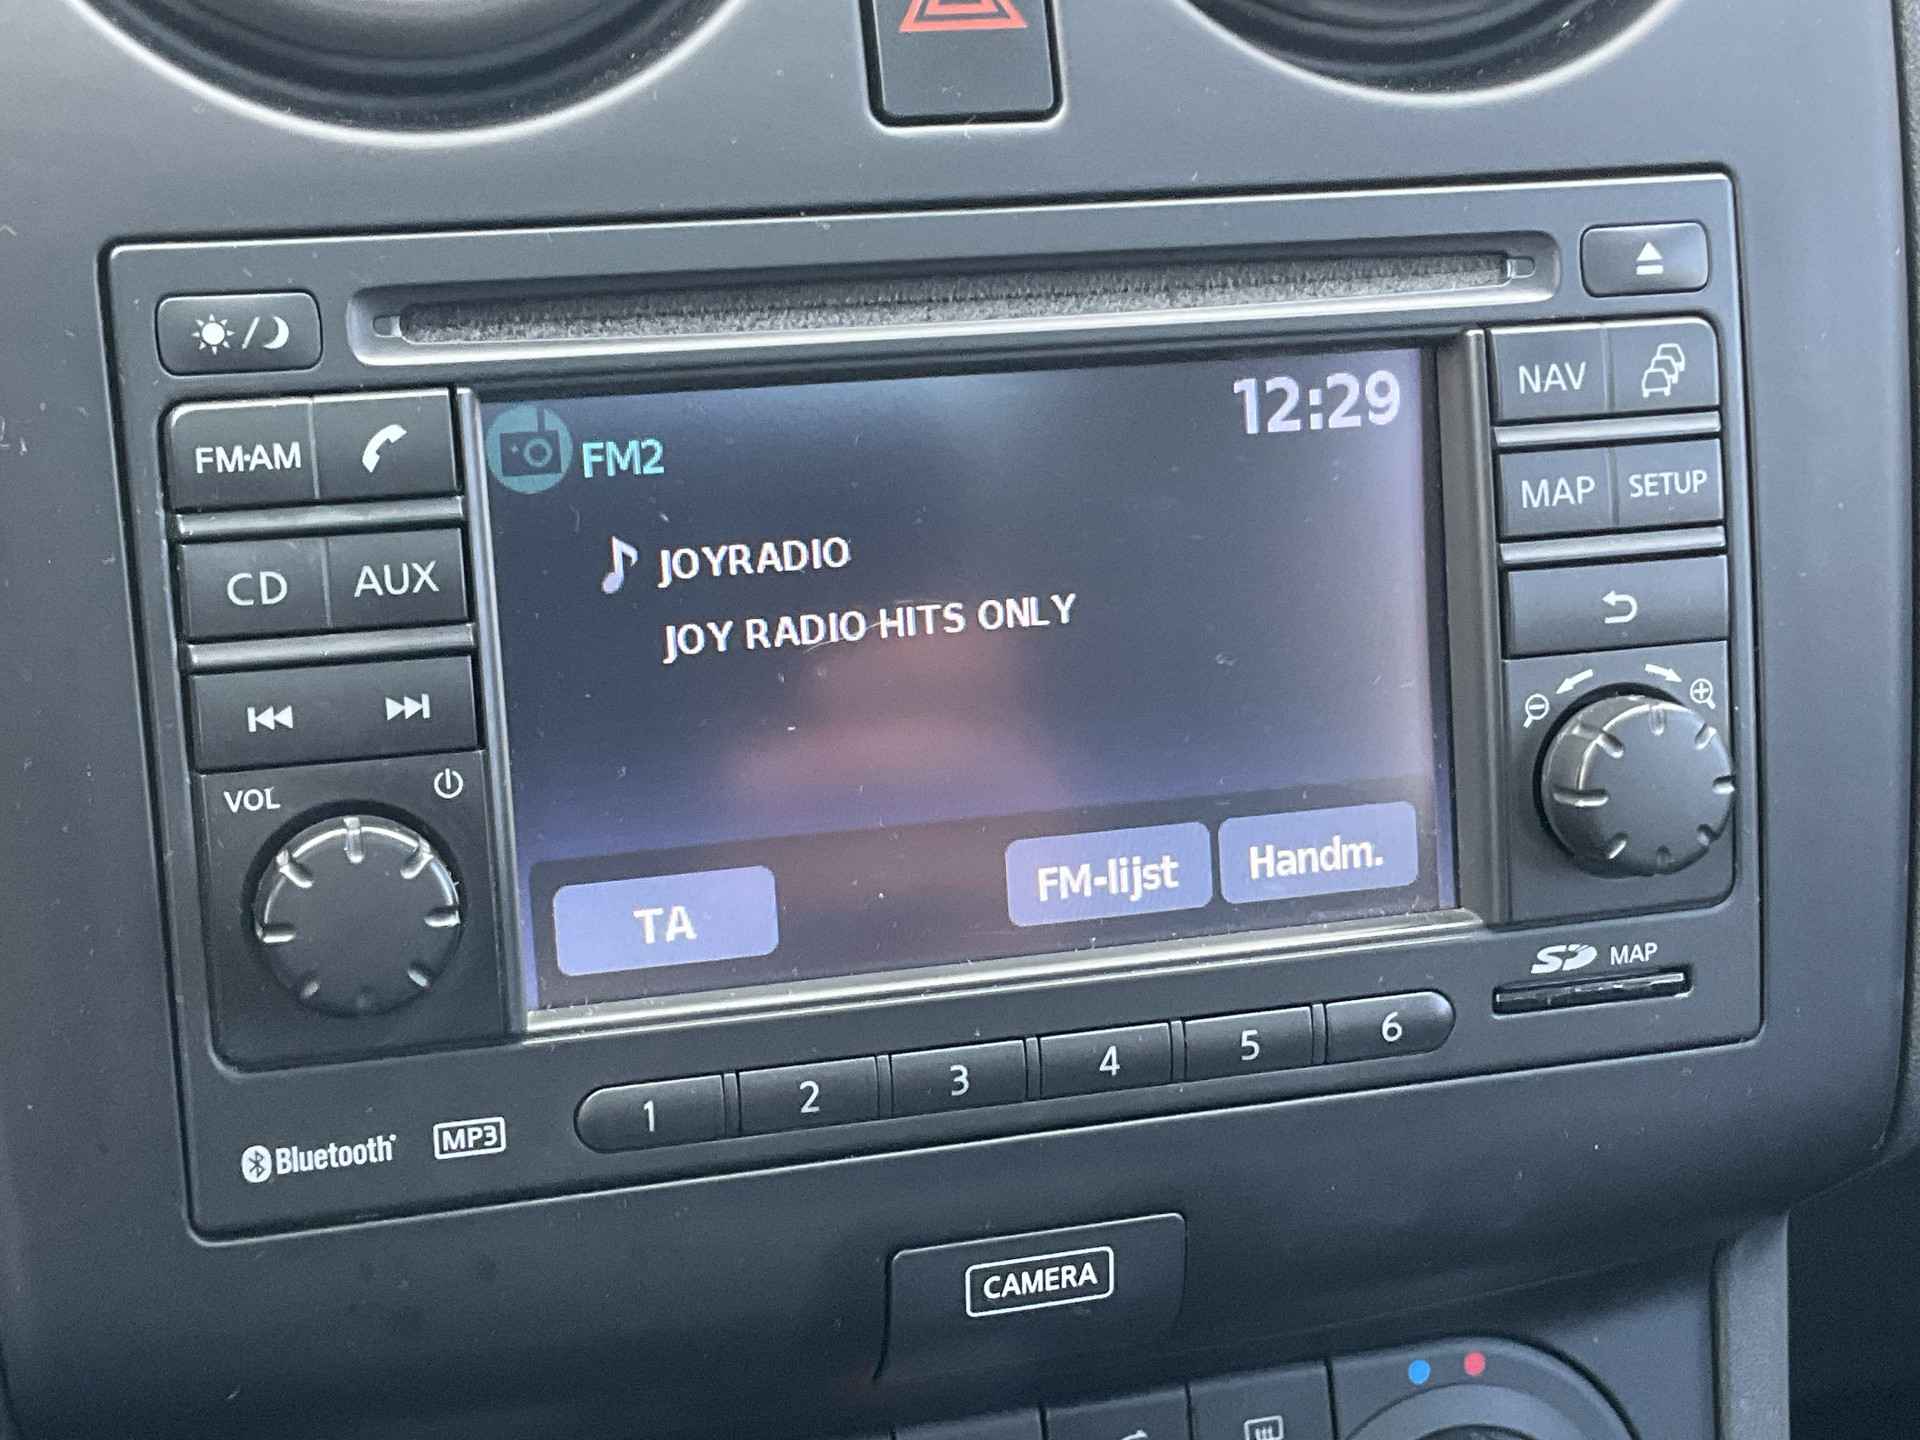 12:29
FM2
JOYRADIO
JOY RADIO HITS ONLY
TA
FM-lijst
Handm.
FM·AM
CD
AUX
VOL
NAV
MAP
SETUP
SD MAP
1
2
3
4
5
6
Bluetooth
MP3
CAMERA